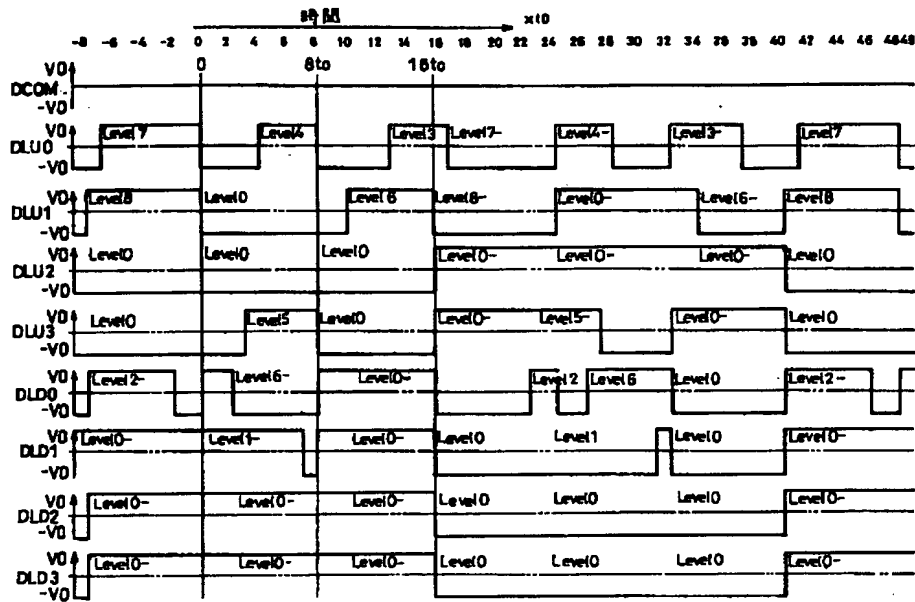 時間 ×t0
-8 -6 -4 -2 0 2 4 6 8 10 12 14 16 18 20 22 24 26 28 30 32 34 36 38 40 42 44 46 48 49
0 8to 16to
V0
DCOM
-V0
V0 Level7 Level4 Level3 Level7- Level4- Level3- Level7
DLU0
-V0
V0 Level8 Level0 Level6 Level8- Level0- Level6- Level8
DLU1
-V0
V0 Level0 Level0 Level0 Level0- Level0- Level0- Level0
DLU2
-V0
V0 Level0 Level5 Level0 Level0- Level5- Level0- Level0
DLU3
-V0
V0 Level2- Level6- Level0- Level2 Level6 Level0 Level2-
DLD0
-V0
V0 Level0- Level1- Level0- Level0 Level1 Level0 Level0-
DLD1
-V0
V0 Level0- Level0- Level0- Level0 Level0 Level0 Level0-
DLD2
-V0
V0 Level0- Level0- Level0- Level0 Level0 Level0 Level0-
DLD3
-V0